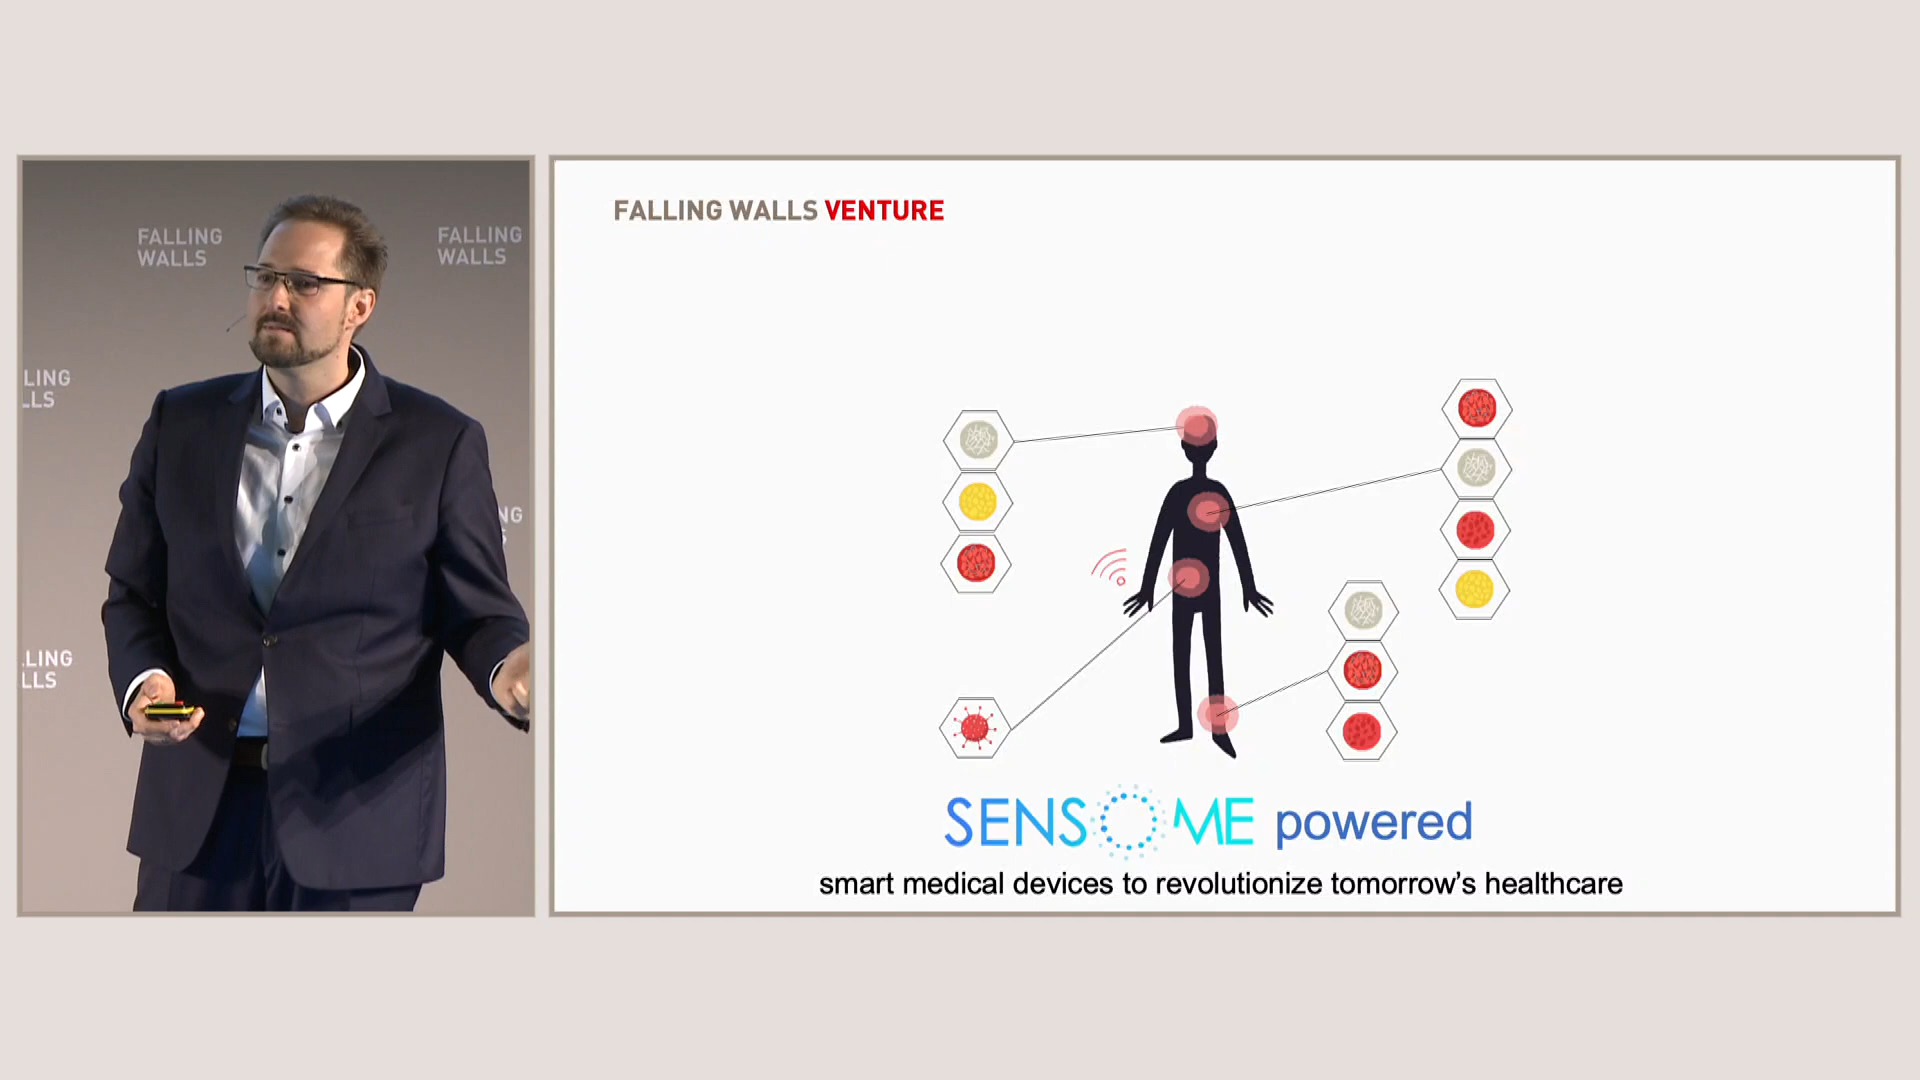 FALLING
WALLS
FALLING
WALLS
LING
LLS
NG
S
LING
LLS
FALLING WALLS VENTURE
SENSOME powered
smart medical devices to revolutionize tomorrow's healthcare